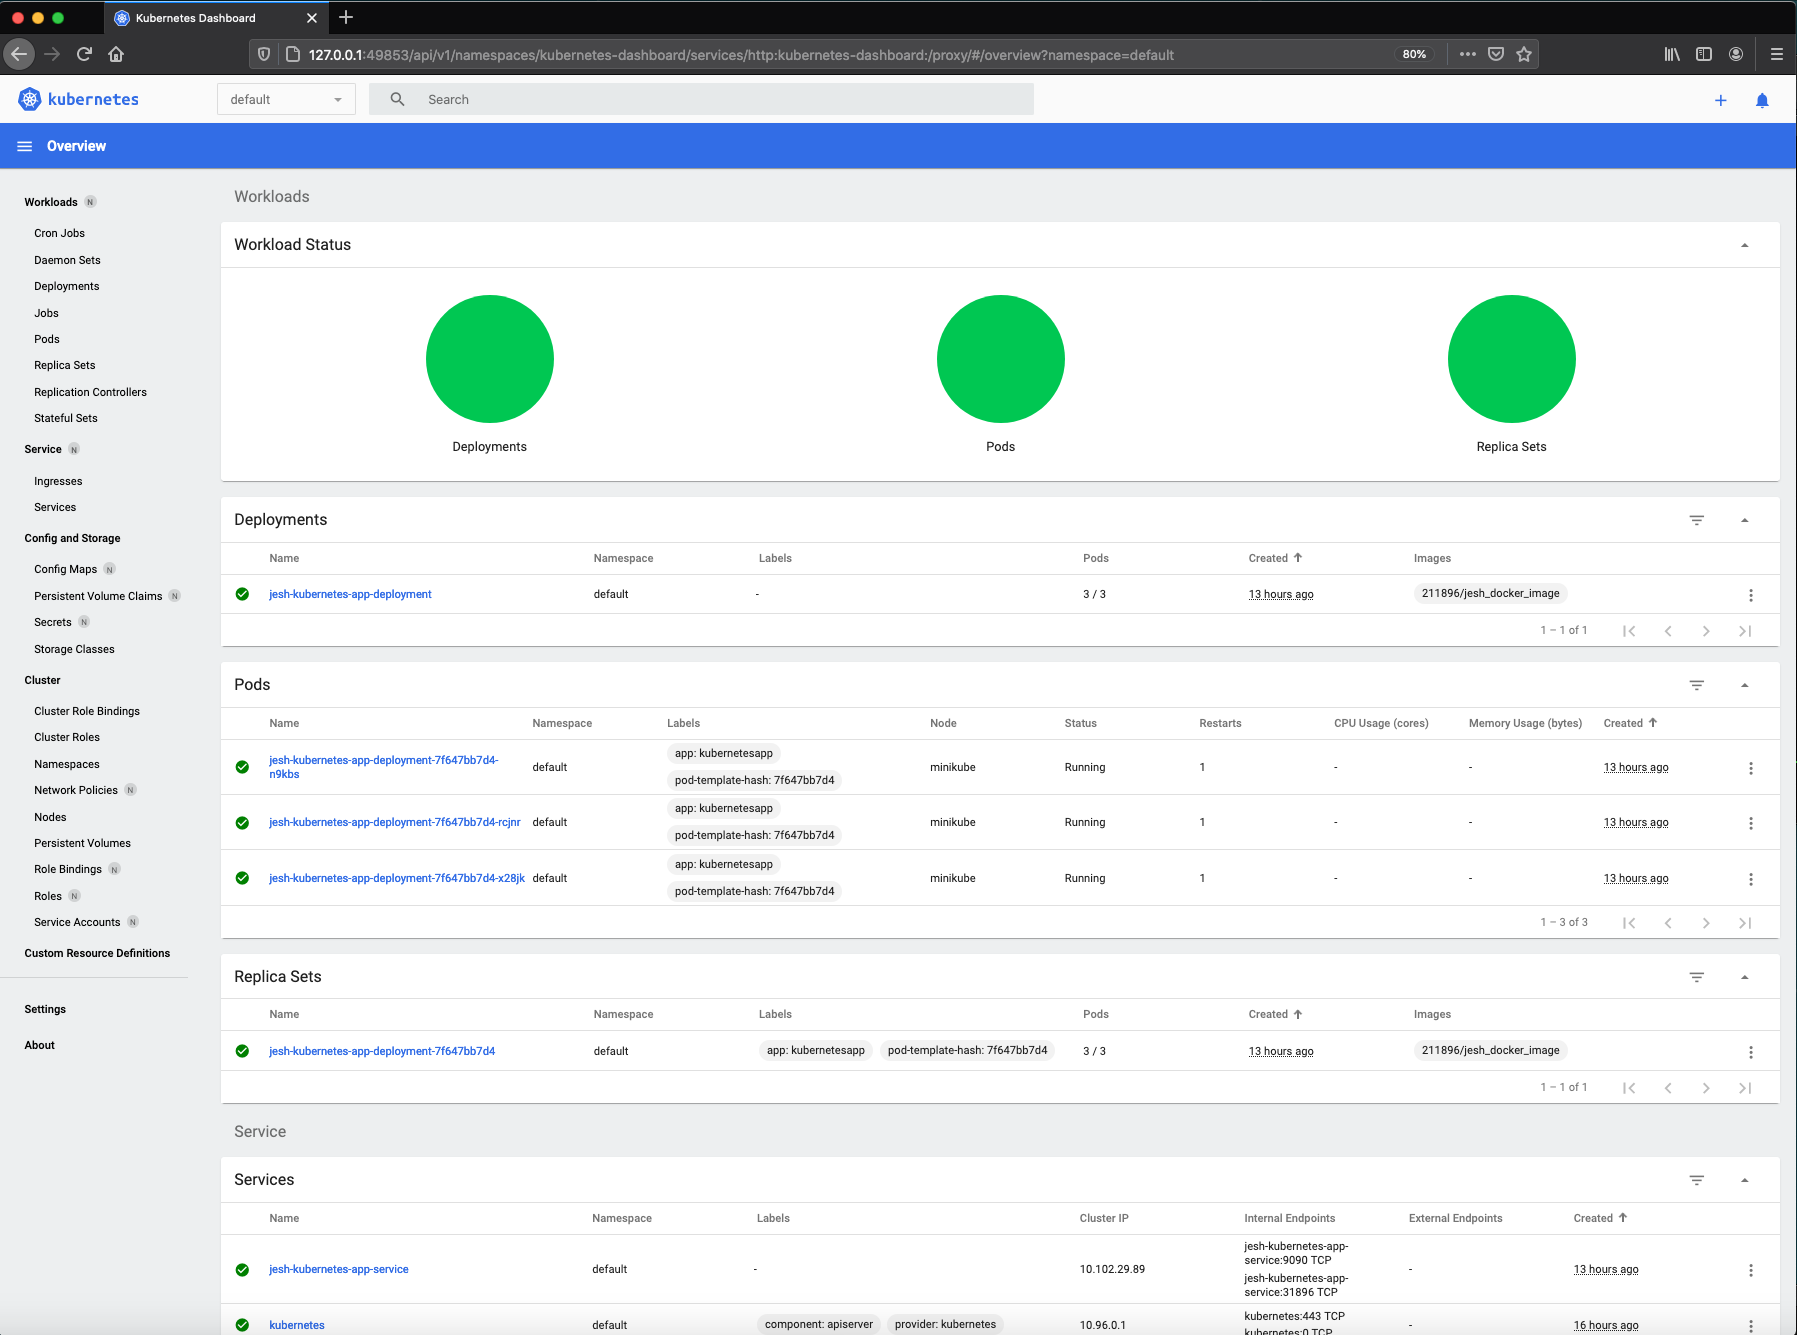 Kubernetes Dashboard
127.0.0.1:49853/api/v1/namespaces/kubernetes-dashboard/services/http:kubernetes-dashboard:/proxy/#/overview?namespace=default 80%
kubernetes default Search
Overview
Workloads N
Cron Jobs
Daemon Sets
Deployments
Jobs
Pods
Replica Sets
Replication Controllers
Stateful Sets
Service N
Ingresses
Services
Config and Storage
Config Maps N
Persistent Volume Claims N
Secrets N
Storage Classes
Cluster
Cluster Role Bindings
Cluster Roles
Namespaces
Network Policies N
Nodes
Persistent Volumes
Role Bindings N
Roles N
Service Accounts N
Custom Resource Definitions
Settings
About
Workloads
Workload Status
Deployments Pods Replica Sets
Deployments
Name Namespace Labels Pods Created Images
jesh-kubernetes-app-deployment default - 3 / 3 13 hours ago 211896/jesh_docker_image
1 – 1 of 1
Pods
Name Namespace Labels Node Status Restarts CPU Usage (cores) Memory Usage (bytes) Created
jesh-kubernetes-app-deployment-7f647bb7d4-
n9kbs default app: kubernetesapp
pod-template-hash: 7f647bb7d4 minikube Running 1 - - 13 hours ago
jesh-kubernetes-app-deployment-7f647bb7d4-rcjnr default app: kubernetesapp
pod-template-hash: 7f647bb7d4 minikube Running 1 - - 13 hours ago
jesh-kubernetes-app-deployment-7f647bb7d4-x28jk default app: kubernetesapp
pod-template-hash: 7f647bb7d4 minikube Running 1 - - 13 hours ago
1 – 3 of 3
Replica Sets
Name Namespace Labels Pods Created Images
jesh-kubernetes-app-deployment-7f647bb7d4 default app: kubernetesapp pod-template-hash: 7f647bb7d4 3 / 3 13 hours ago 211896/jesh_docker_image
1 – 1 of 1
Service
Services
Name Namespace Labels Cluster IP Internal Endpoints External Endpoints Created
jesh-kubernetes-app-service default - 10.102.29.89 jesh-kubernetes-app-
service:9090 TCP
jesh-kubernetes-app-
service:31896 TCP - 13 hours ago
kubernetes default component: apiserver provider: kubernetes 10.96.0.1 kubernetes:443 TCP
kubernetes:0 TCP - 16 hours ago